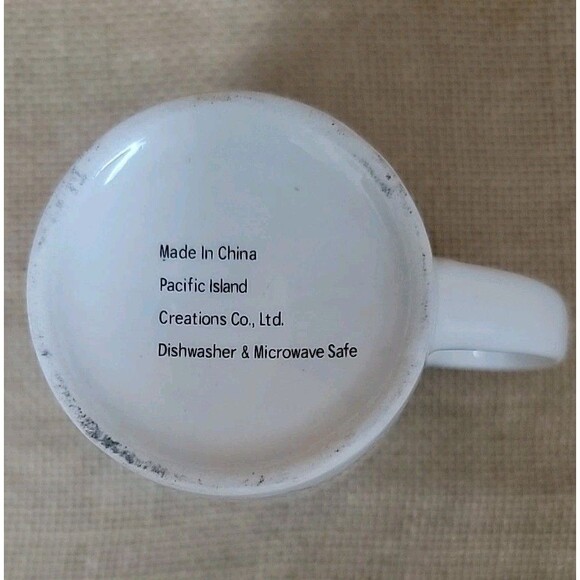 Made In China
Pacific Island
Creations Co., Ltd.
Dishwasher & Microwave Safe